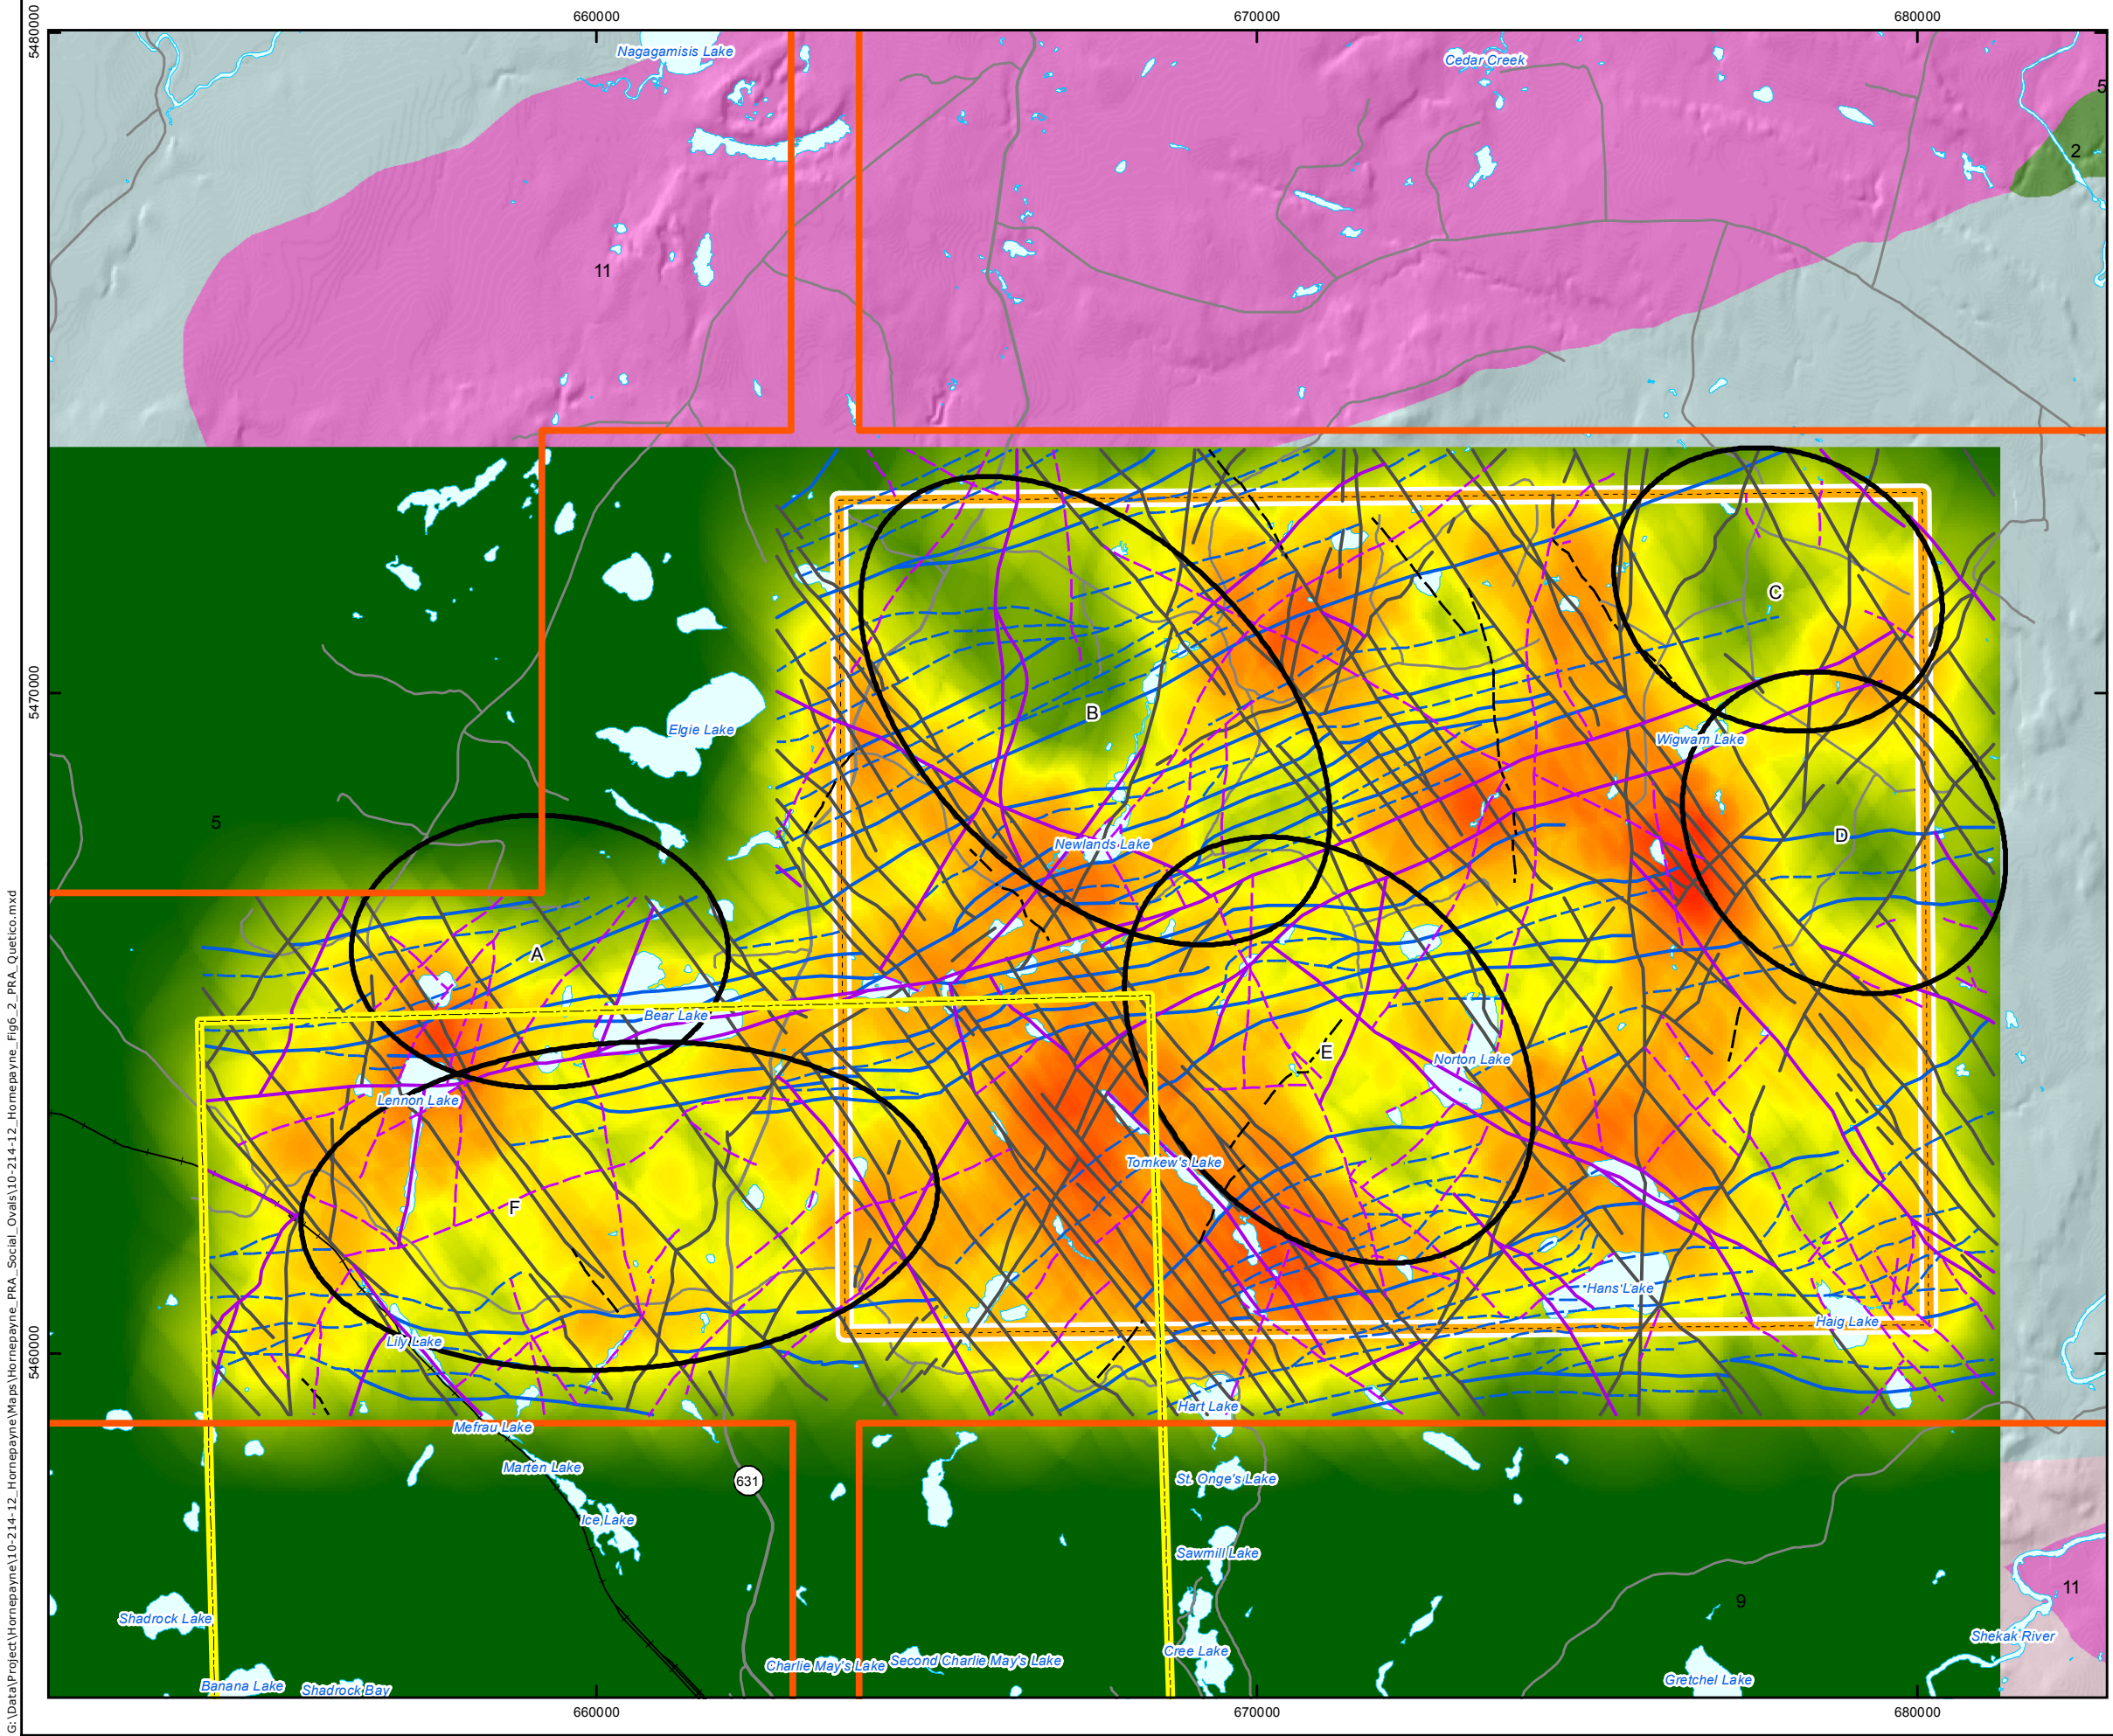 660000
670000
680000
5480000
Nagagamisis Lake
Cedar Creek
5
2
11
5470000
Elgie Lake
B
C
Wigwam Lake
5
D
Newlands Lake
A
Bear Lake
E
Norton Lake
Lennon Lake
Tomkew's Lake
F
Hans Lake
Haig Lake
5460000
Lily Lake
Hart Lake
Mefrau Lake
Marten Lake
631
St. Onge's Lake
Ice Lake
Sawmill Lake
9
11
Shadrock Lake
Shekak River
Cree Lake
Charlie May's Lake
Second Charlie May's Lake
Gretchel Lake
Banana Lake
Shadrock Bay
660000
670000
680000
G:\Data\Project\Hornepayne\10-214-12_Hornepayne\Maps\Hornepayne_PRA_Social_Ovals\10-214-12_Hornepayne_Fig6_2_PRA_Quetico.mxd